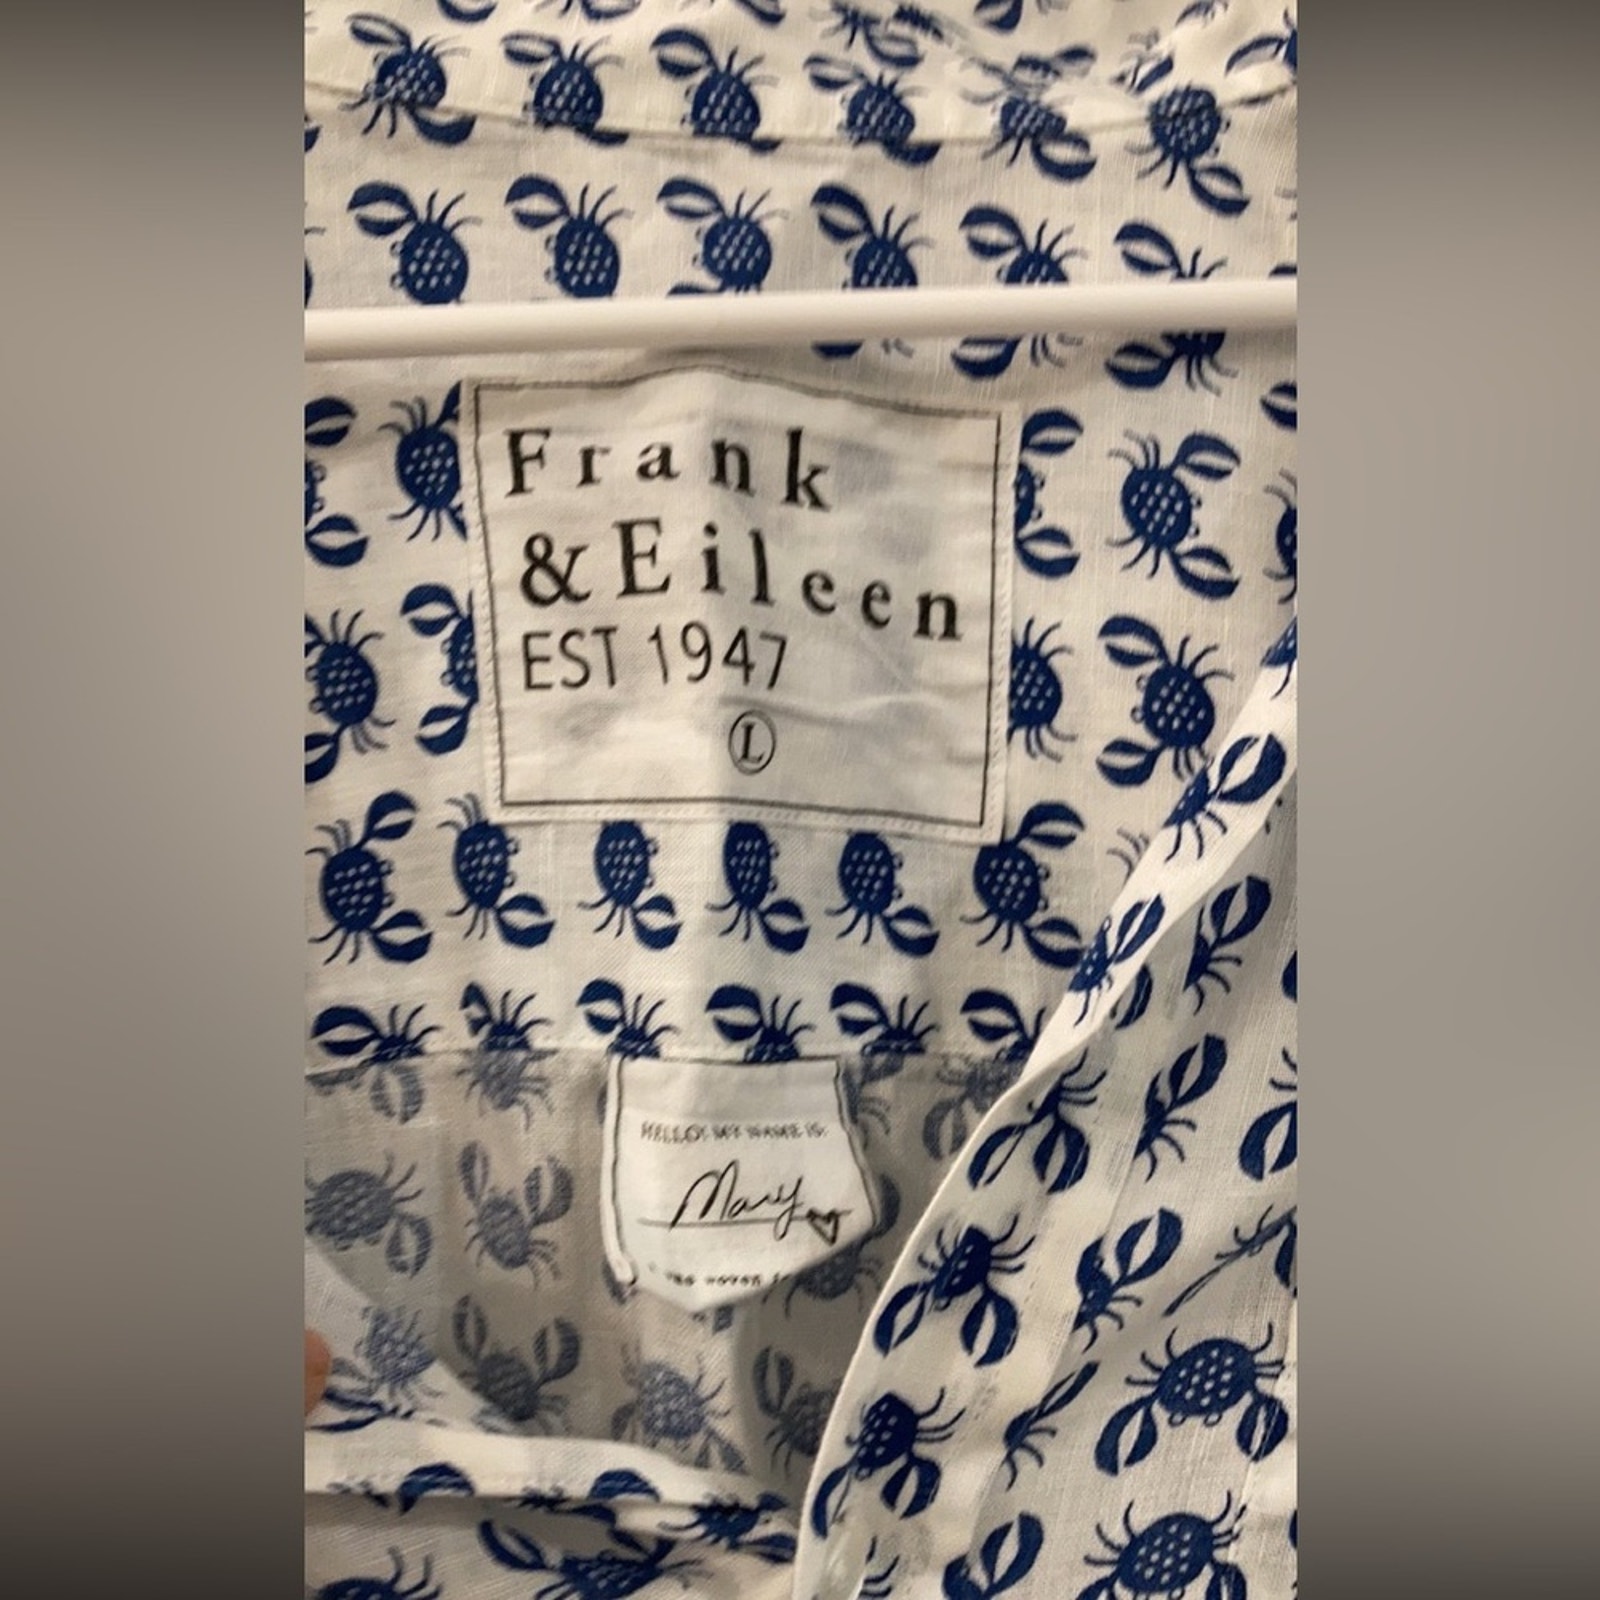 Frank
&Eileen
EST 1947
L
HELLO! MY NAME IS:
Mary